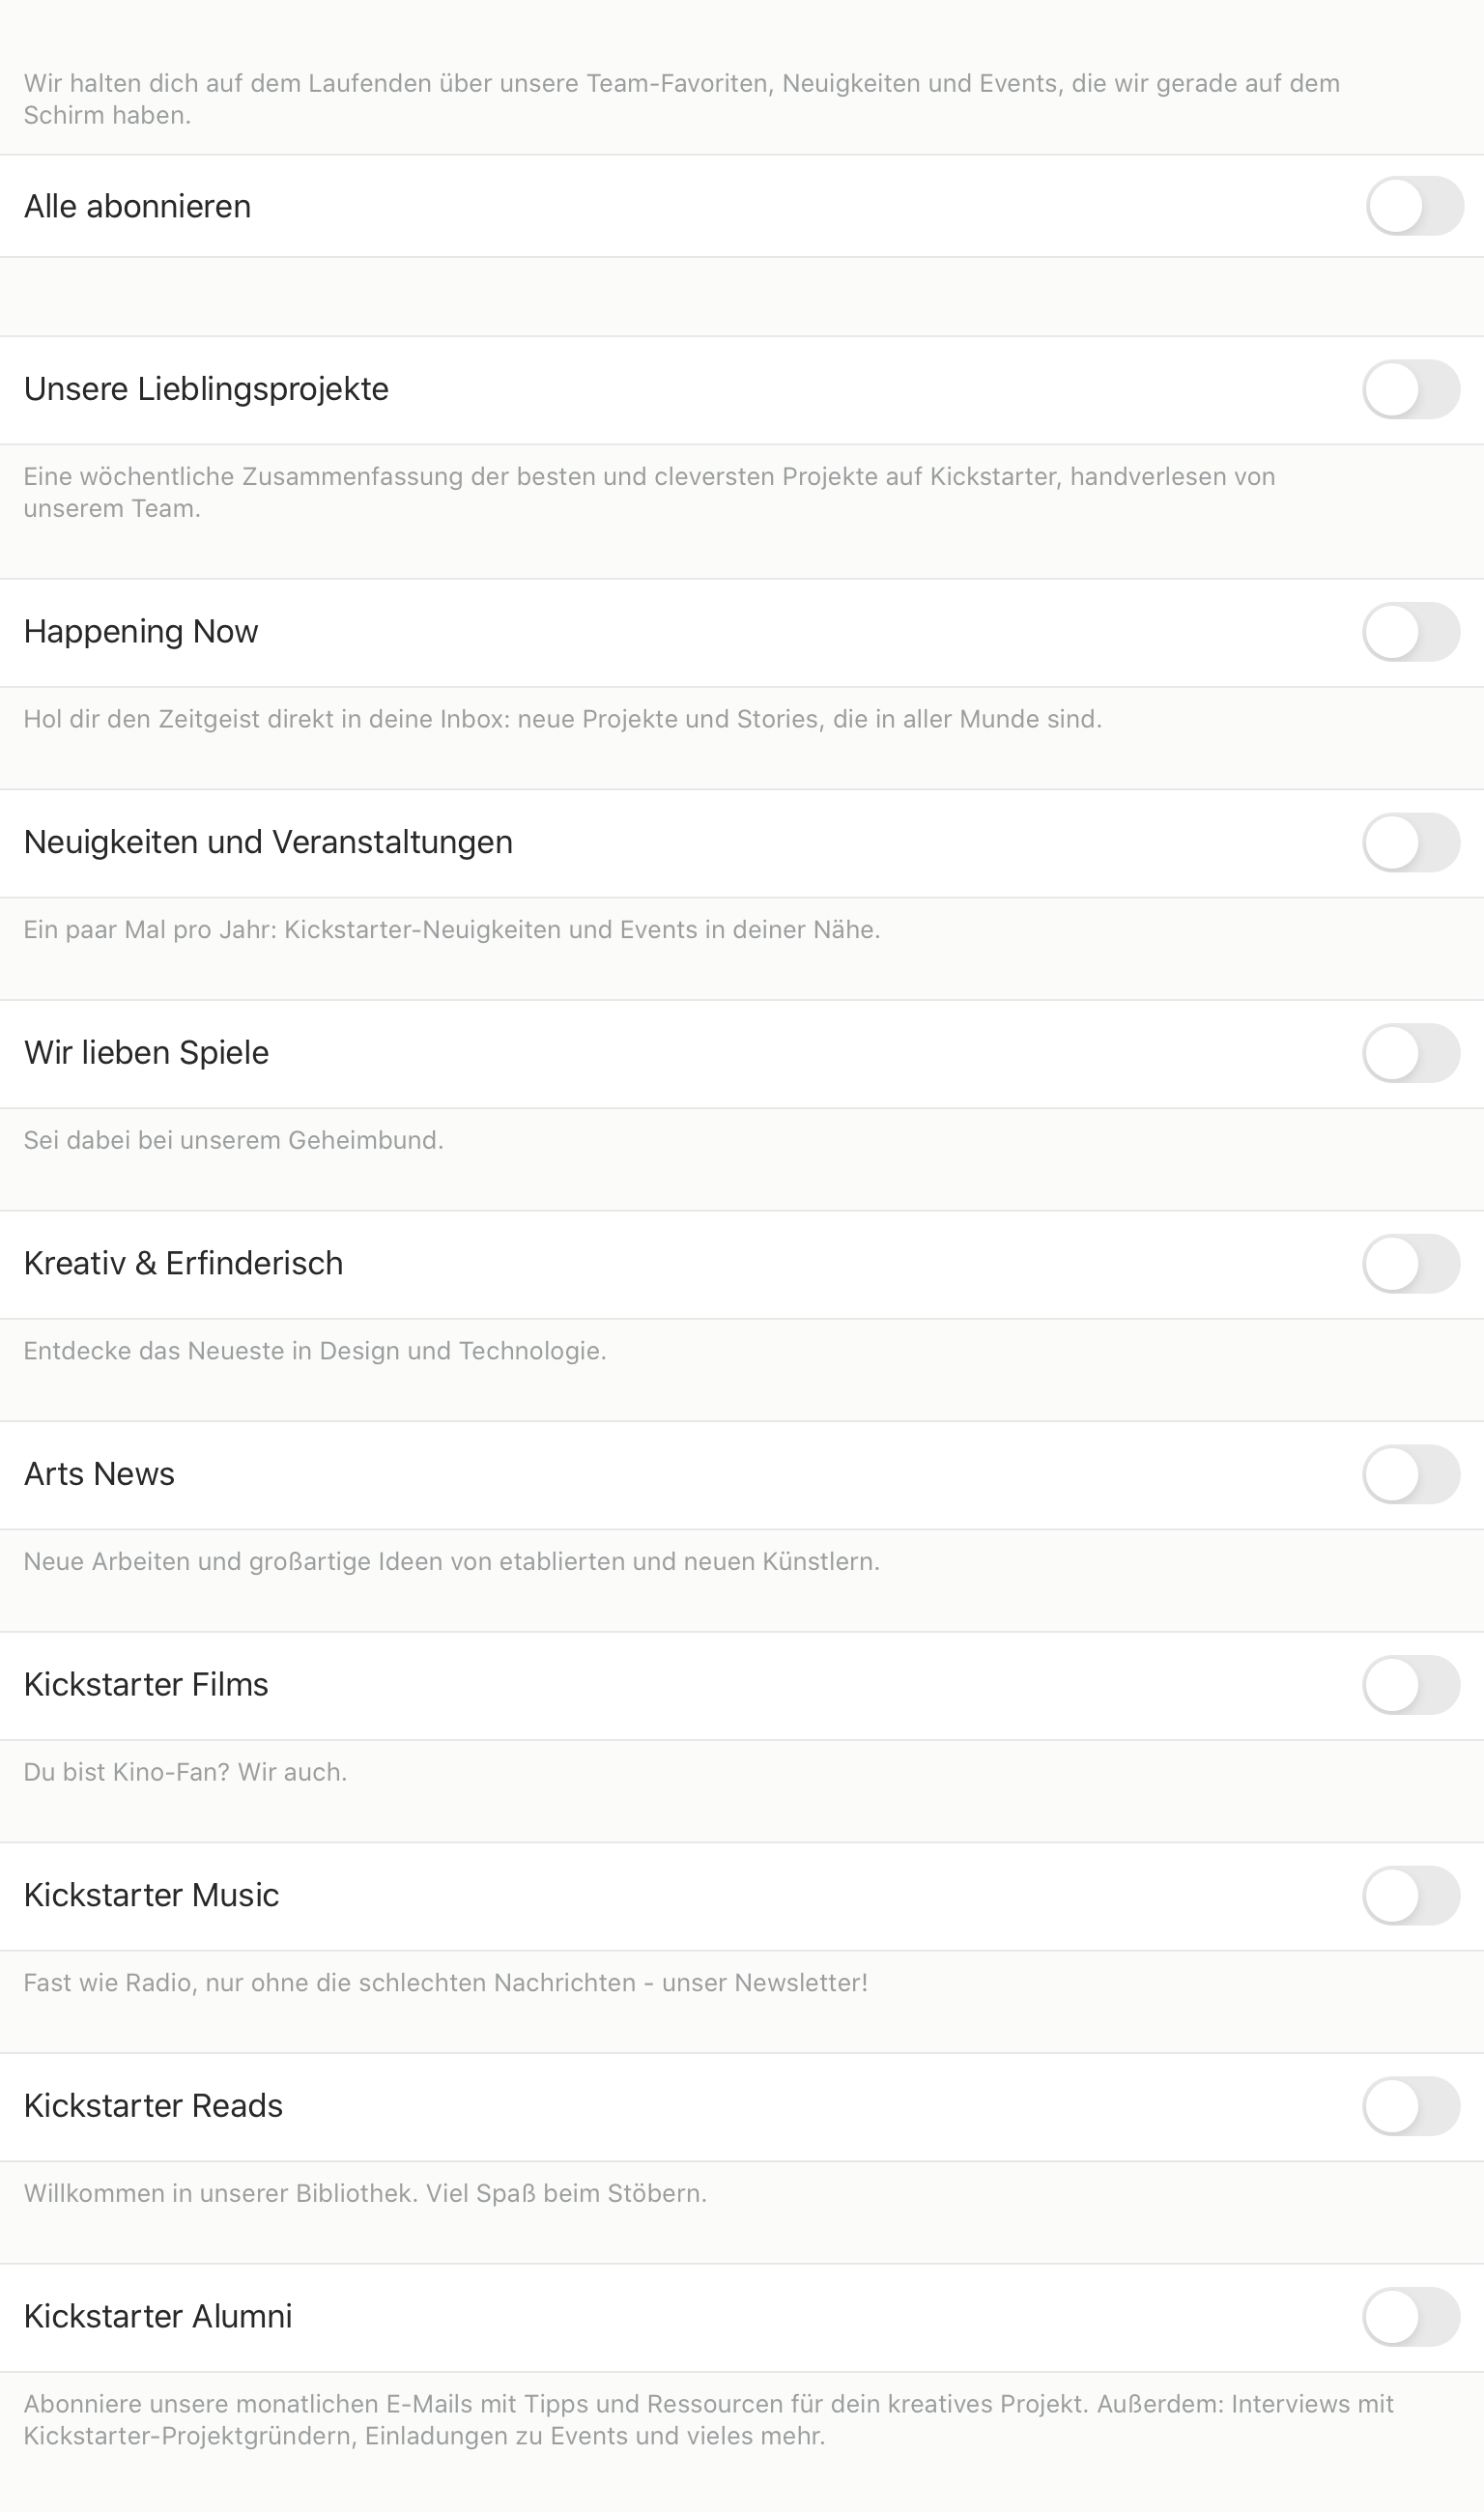 Wir halten dich auf dem Laufenden über unsere Team-Favoriten, Neuigkeiten und Events, die wir gerade auf dem
Schirm haben.
Alle abonnieren
Unsere Lieblingsprojekte
Eine wöchentliche Zusammenfassung der besten und cleversten Projekte auf Kickstarter, handverlesen von
unserem Team.
Happening Now
Hol dir den Zeitgeist direkt in deine Inbox: neue Projekte und Stories, die in aller Munde sind.
Neuigkeiten und Veranstaltungen
Ein paar Mal pro Jahr: Kickstarter-Neuigkeiten und Events in deiner Nähe.
Wir lieben Spiele
Sei dabei bei unserem Geheimbund.
Kreativ & Erfinderisch
Entdecke das Neueste in Design und Technologie.
Arts News
Neue Arbeiten und großartige Ideen von etablierten und neuen Künstlern.
Kickstarter Films
Du bist Kino-Fan? Wir auch.
Kickstarter Music
Fast wie Radio, nur ohne die schlechten Nachrichten - unser Newsletter!
Kickstarter Reads
Willkommen in unserer Bibliothek. Viel Spaß beim Stöbern.
Kickstarter Alumni
Abonniere unsere monatlichen E-Mails mit Tipps und Ressourcen für dein kreatives Projekt. Außerdem: Interviews mit
Kickstarter-Projektgründern, Einladungen zu Events und vieles mehr.